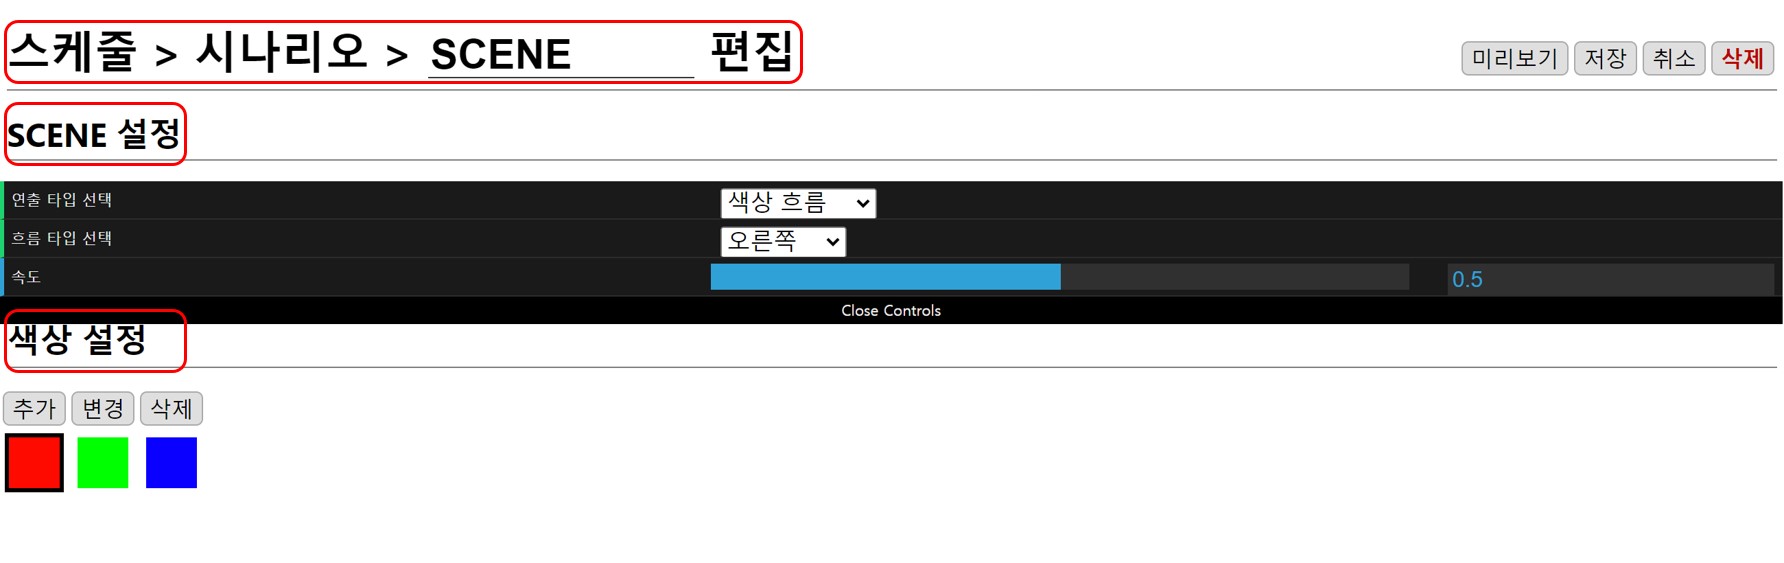 스케줄 > 시나리오 > SCENE 편집
미리보기 저장 취소 삭제
SCENE 설정
연출 타입 선택 색상 흐름
흐름 타입 선택 오른쪽
속도 0.5
Close Controls
색상 설정
추가 변경 삭제